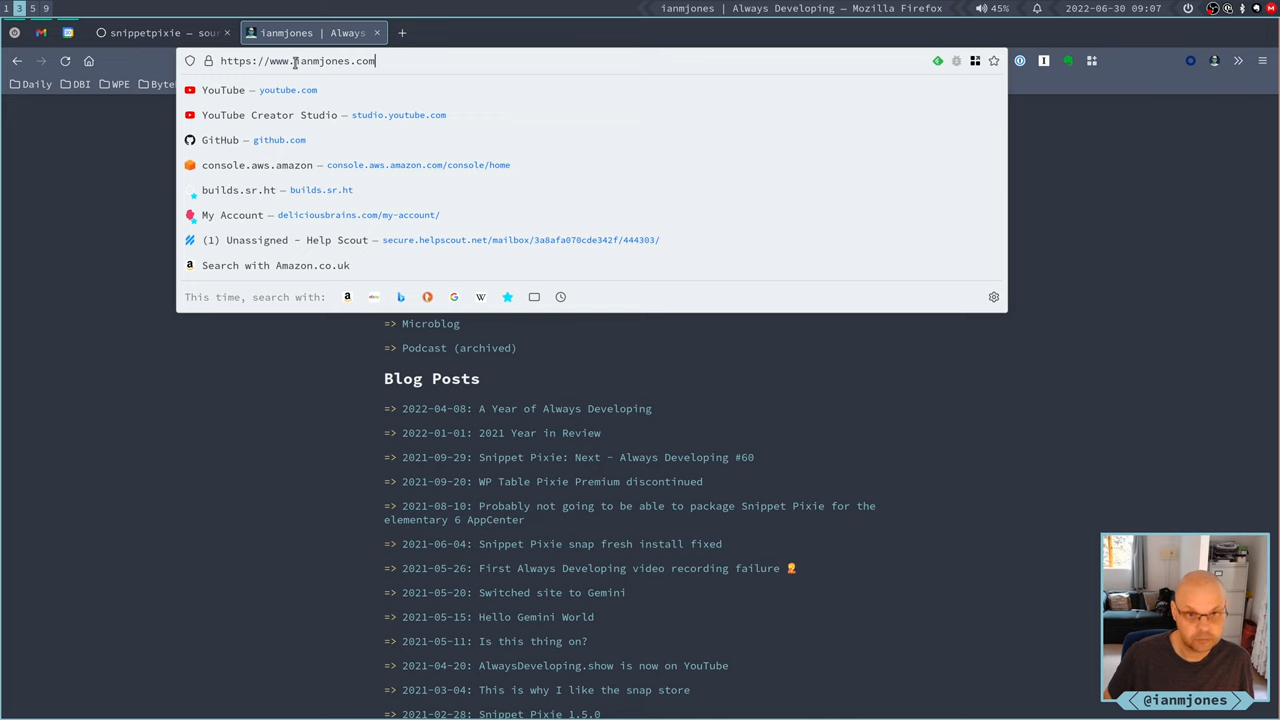 1 3 5 9 ianmjones | Always Developing — Mozilla Firefox 45% 2022-06-30 09:07
snippetpixie — sour × ianmjones | Always × +
https://www.ianmjones.com
Daily DBI WPE Byter
YouTube — youtube.com
YouTube Creator Studio — studio.youtube.com
GitHub — github.com
console.aws.amazon — console.aws.amazon.com/console/home
builds.sr.ht — builds.sr.ht
My Account — deliciousbrains.com/my-account/
(1) Unassigned - Help Scout — secure.helpscout.net/mailbox/3a8afa070cde342f/444303/
Search with Amazon.co.uk
This time, search with:
=> Microblog
=> Podcast (archived)
Blog Posts
=> 2022-04-08: A Year of Always Developing
=> 2022-01-01: 2021 Year in Review
=> 2021-09-29: Snippet Pixie: Next - Always Developing #60
=> 2021-09-20: WP Table Pixie Premium discontinued
=> 2021-08-10: Probably not going to be able to package Snippet Pixie for the
elementary 6 AppCenter
=> 2021-06-04: Snippet Pixie snap fresh install fixed
=> 2021-05-26: First Always Developing video recording failure 🤦
=> 2021-05-20: Switched site to Gemini
=> 2021-05-15: Hello Gemini World
=> 2021-05-11: Is this thing on?
=> 2021-04-20: AlwaysDeveloping.show is now on YouTube
=> 2021-03-04: This is why I like the snap store
=> 2021-02-28: Snippet Pixie 1.5.0
@ianmjones